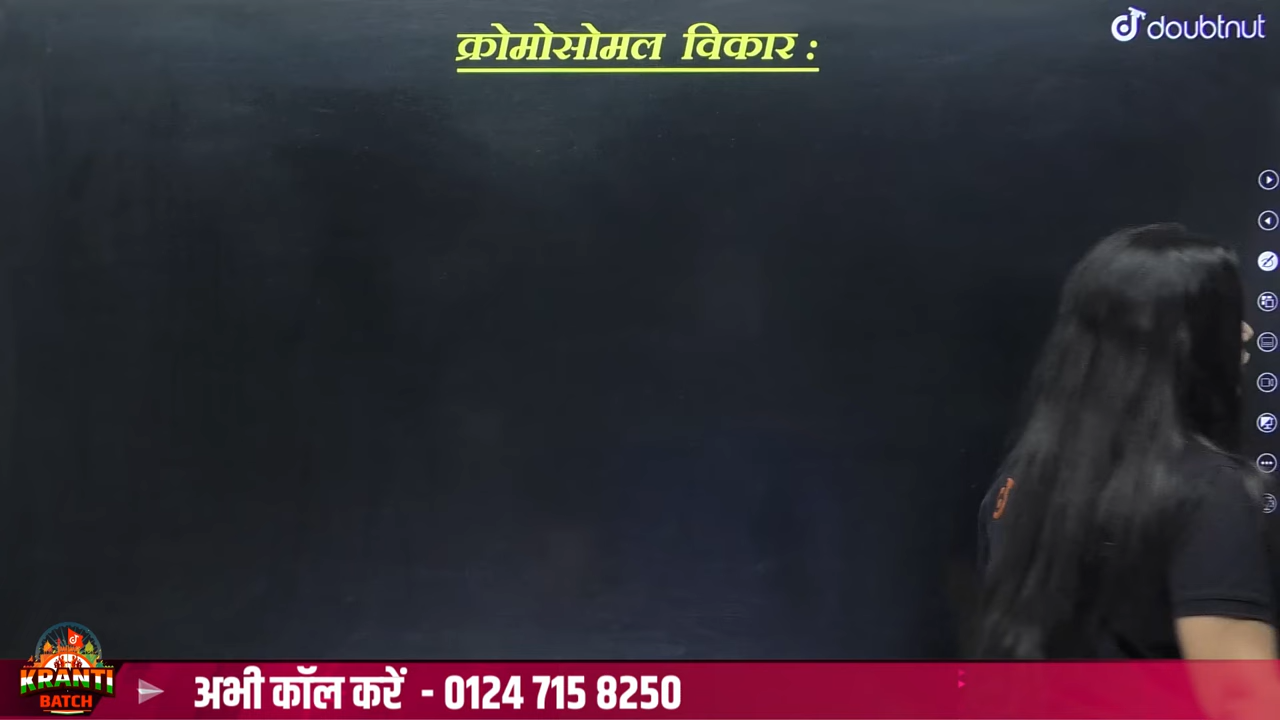 क्रोमोसोमल विकार :
doubtnut
KRANTI
BATCH
अभी कॉल करें - 0124 715 8250